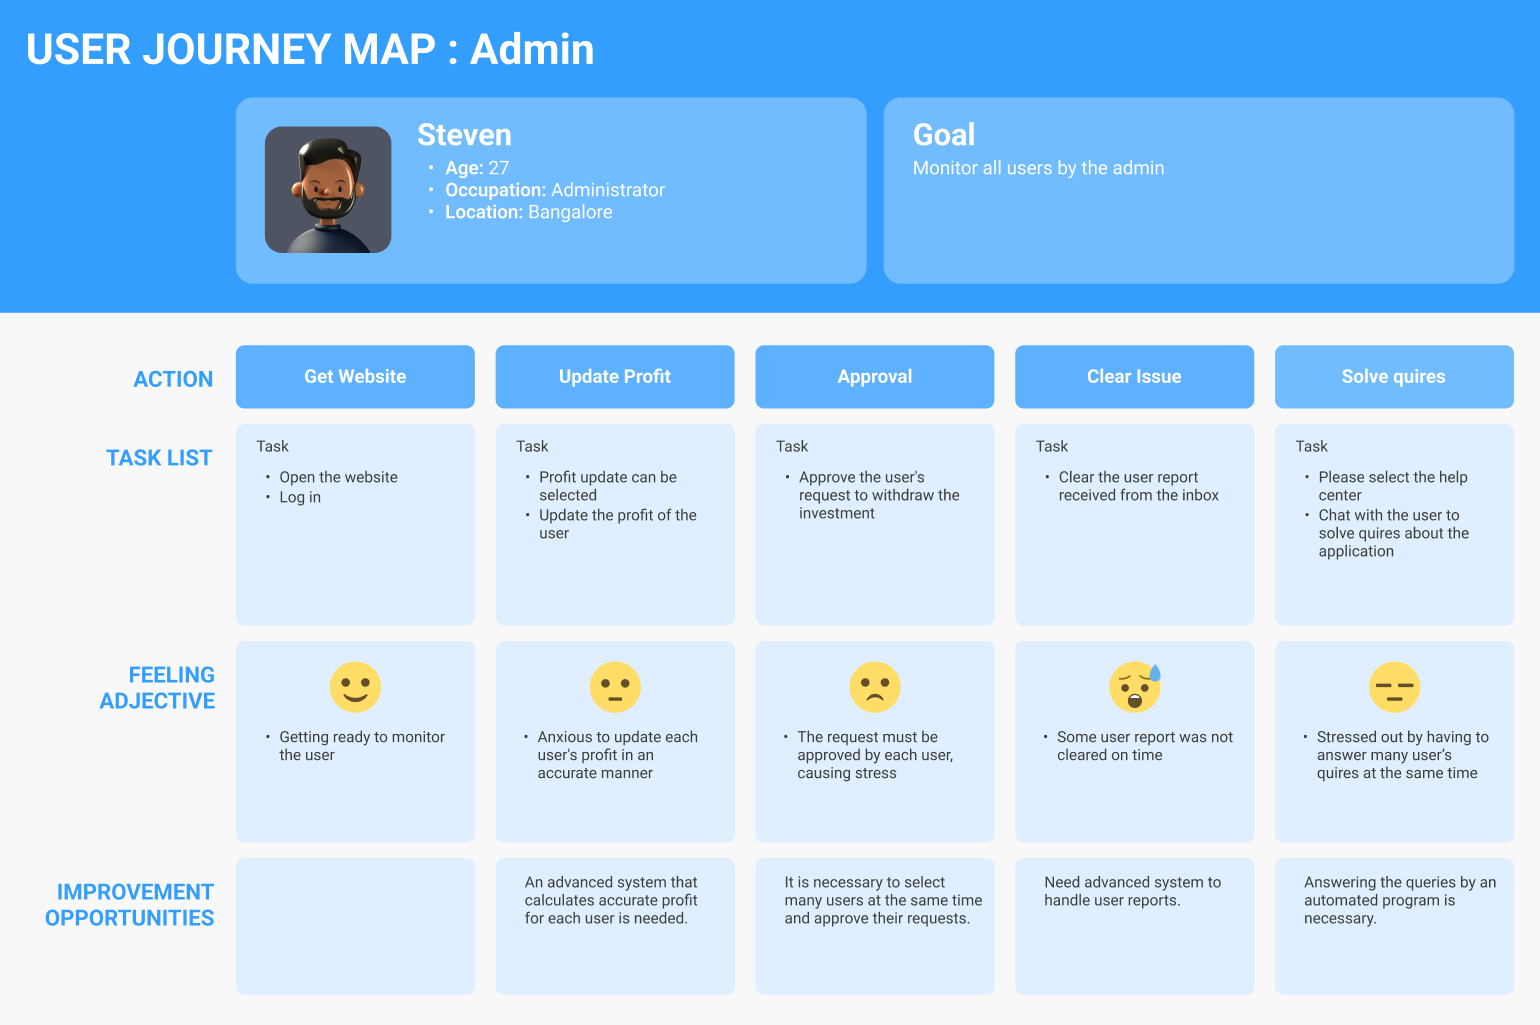 USER JOURNEY MAP : Admin
Steven
• Age: 27
• Occupation: Administrator
• Location: Bangalore
Goal
Monitor all users by the admin
ACTION
Get Website
Update Profit
Approval
Clear Issue
Solve quires
TASK LIST
Task
• Open the website
• Log in
Task
• Profit update can be
selected
• Update the profit of the
user
Task
• Approve the user's
request to withdraw the
investment
Task
• Clear the user report
received from the inbox
Task
• Please select the help
center
• Chat with the user to
solve quires about the
application
FEELING
ADJECTIVE
• Getting ready to monitor
the user
• Anxious to update each
user's profit in an
accurate manner
• The request must be
approved by each user,
causing stress
• Some user report was not
cleared on time
• Stressed out by having to
answer many user’s
quires at the same time
IMPROVEMENT
OPPORTUNITIES
An advanced system that
calculates accurate profit
for each user is needed.
It is necessary to select
many users at the same time
and approve their requests.
Need advanced system to
handle user reports.
Answering the queries by an
automated program is
necessary.